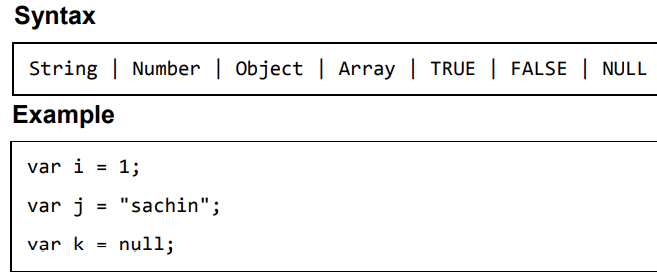 Syntax
String | Number | Object | Array | TRUE | FALSE | NULL
Example
var i = 1;
var j = "sachin";
var k = null;